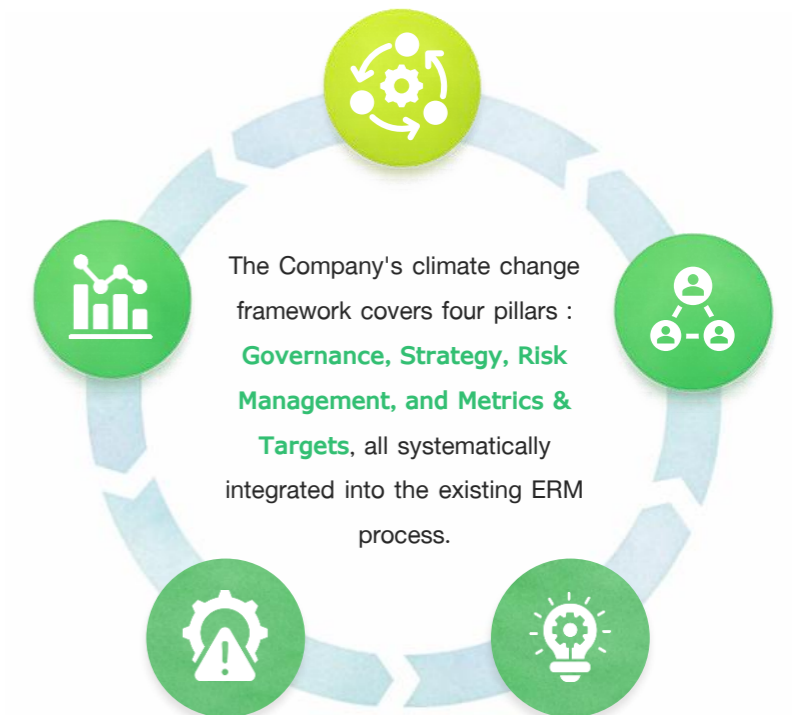 The Company's climate change
framework covers four pillars :
Governance, Strategy, Risk
Management, and Metrics &
Targets, all systematically
integrated into the existing ERM
process.